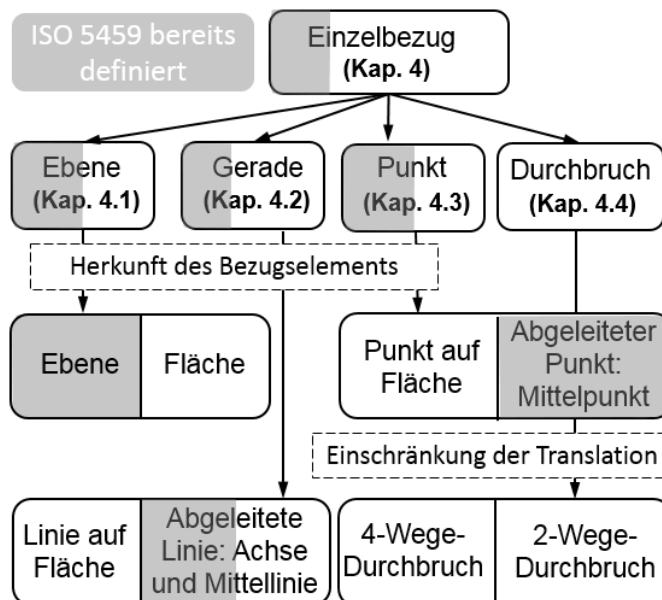 ISO 5459 bereits
definiert
Einzelbezug
(Kap. 4)
Ebene
(Kap. 4.1)
Gerade
(Kap. 4.2)
Punkt
(Kap. 4.3)
Durchbruch
(Kap. 4.4)
Herkunft des Bezugselements
Ebene
Fläche
Punkt auf
Fläche
Abgeleiteter
Punkt:
Mittelpunkt
Einschränkung der Translation
Linie auf
Fläche
Abgeleitete
Linie: Achse
und Mittellinie
4-Wege-
Durchbruch
2-Wege-
Durchbruch